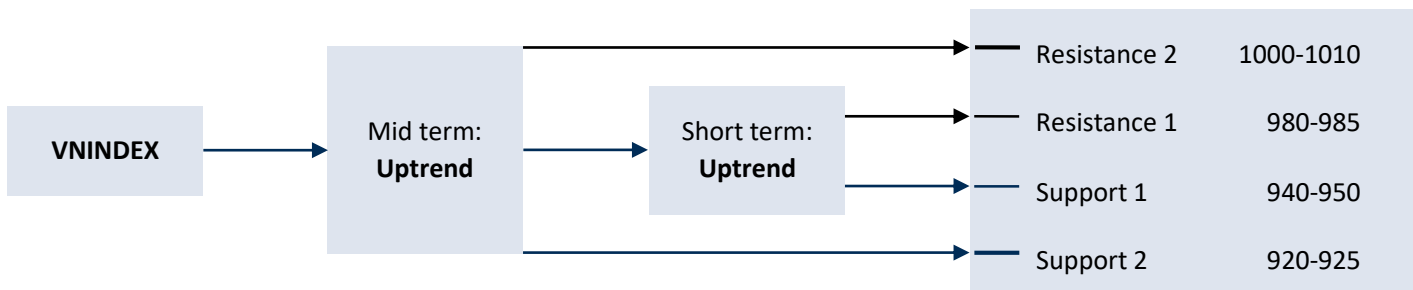 VNINDEX
Mid term:
Uptrend
Short term:
Uptrend
Resistance 2 1000-1010
Resistance 1 980-985
Support 1 940-950
Support 2 920-925